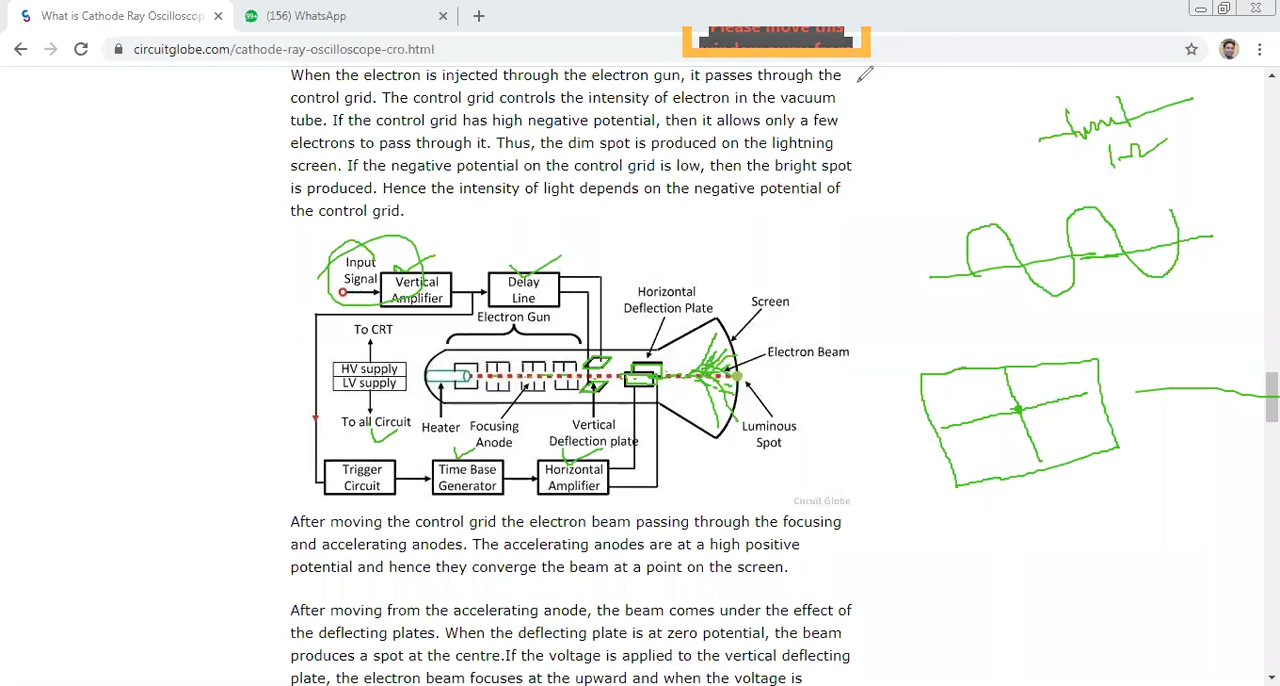 What is Cathode Ray Oscilloscop
(156) WhatsApp
99+
Please move this
circuitglobe.com/cathode-ray-oscilloscope-cro.html
When the electron is injected through the electron gun, it passes through the
control grid. The control grid controls the intensity of electron in the vacuum
tube. If the control grid has high negative potential, then it allows only a few
electrons to pass through it. Thus, the dim spot is produced on the lightning
screen. If the negative potential on the control grid is low, then the bright spot
is produced. Hence the intensity of light depends on the negative potential of
the control grid.
Input
Signal
Vertical
Amplifier
Delay
Line
Electron Gun
Horizontal
Deflection Plate
Screen
To CRT
HV supply
LV supply
To all Circuit
Electron Beam
Heater
Focusing
Anode
Vertical
Deflection plate
Luminous
Spot
Trigger
Circuit
Time Base
Generator
Horizontal
Amplifier
Circuit Globe
After moving the control grid the electron beam passing through the focusing
and accelerating anodes. The accelerating anodes are at a high positive
potential and hence they converge the beam at a point on the screen.
After moving from the accelerating anode, the beam comes under the effect of
the deflecting plates. When the deflecting plate is at zero potential, the beam
produces a spot at the centre.If the voltage is applied to the vertical deflecting
plate, the electron beam focuses at the upward and when the voltage is